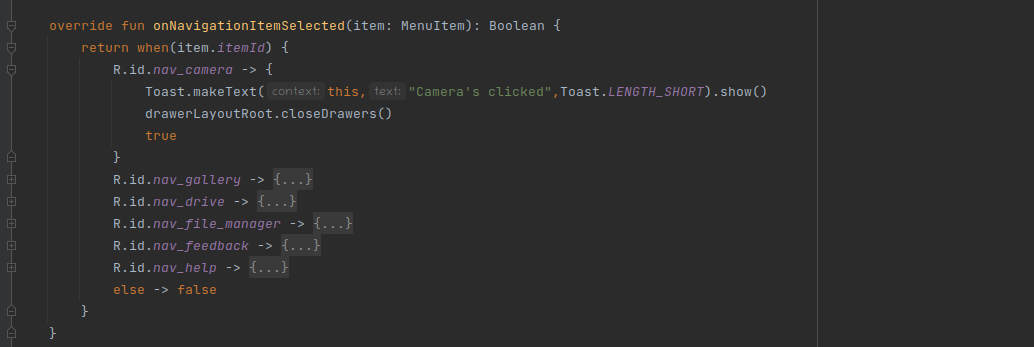 override fun onNavigationItemSelected(item: MenuItem): Boolean {
return when(item.itemId) {
R.id.nav_camera -> {
Toast.makeText( context: this, text: "Camera's clicked",Toast.LENGTH_SHORT).show()
drawerLayoutRoot.closeDrawers()
true
}
R.id.nav_gallery -> {...}
R.id.nav_drive -> {...}
R.id.nav_file_manager -> {...}
R.id.nav_feedback -> {...}
R.id.nav_help -> {...}
else -> false
}
}